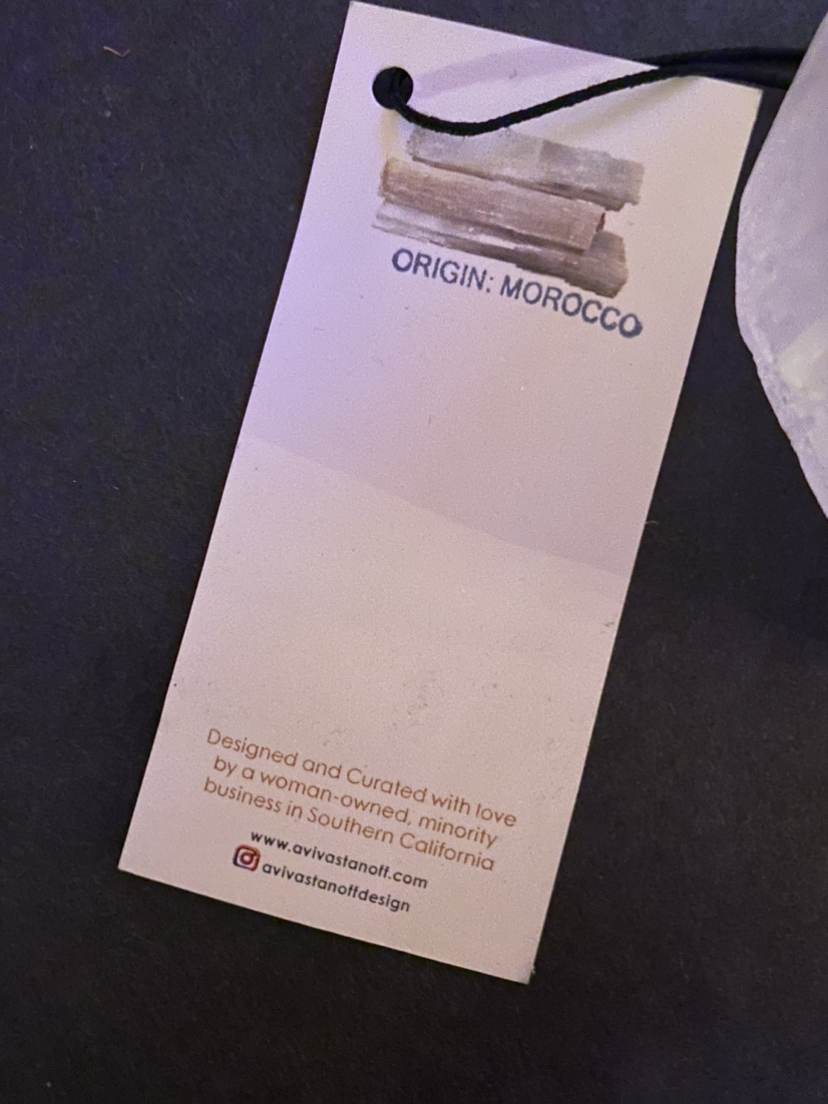 ORIGIN: MOROCCO
Designed and Curated with love
by a woman-owned, minority
business in Southern California
www.avivastanoff.com
avivastanoffdesign